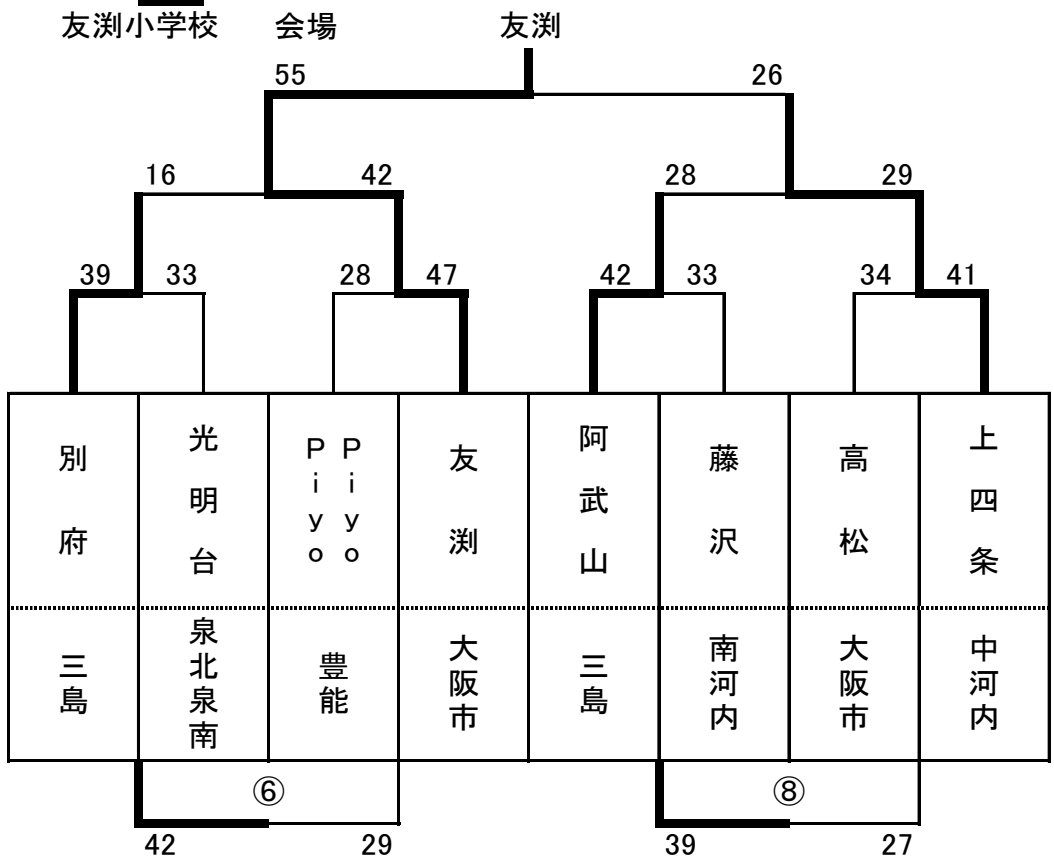 友渕小学校 会場 友渕
55 26
16 42 28 29
39 33 28 47 42 33 34 41
別府 光明台 PiyoPiyo 友渕 阿武山 藤沢 高松 上四条
三島 泉北泉南 豊能 大阪市 三島 南河内 大阪市 中河内
⑥ ⑧
42 29 39 27